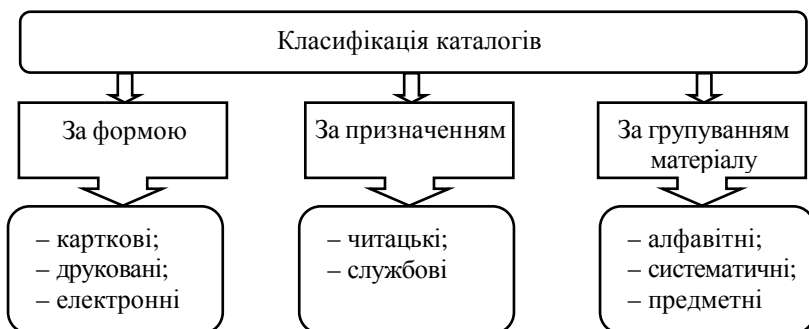 Класифікація каталогів
За формою
За призначенням
За групуванням
матеріалу
– карткові;
– друковані;
– електронні
– читацькі;
– службові
– алфавітні;
– систематичні;
– предметні